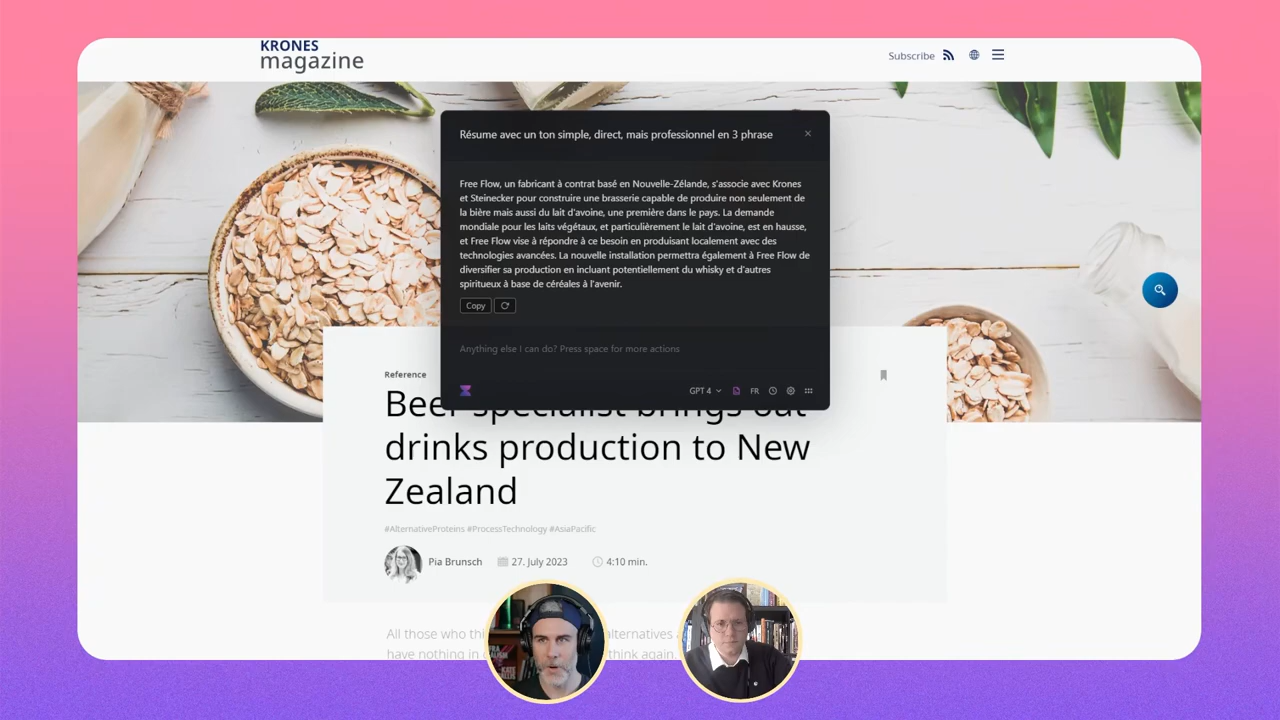 KRONES
magazine
Subscribe
Résume avec un ton simple, direct, mais professionnel en 3 phrase
Free Flow, un fabricant à contrat basé en Nouvelle-Zélande, s'associe avec Krones
et Steinecker pour construire une brasserie capable de produire non seulement de
la bière mais aussi du lait d'avoine, une première dans le pays. La demande
mondiale pour les laits végétaux, et particulièrement le lait d'avoine, est en hausse,
et Free Flow vise à répondre à ce besoin en produisant localement avec des
technologies avancées. La nouvelle installation permettra également à Free Flow de
diversifier sa production en incluant potentiellement du whisky et d'autres
spiritueux à base de céréales à l'avenir.
Copy
Anything else I can do? Press space for more actions
GPT 4
FR
Reference
Beer specialist brings out
drinks production to New
Zealand
#AlternativeProteins #ProcessTechnology #AsiaPacific
Pia Brunsch
27. July 2023
4:10 min.
All those who alternatives
have nothing in think again.